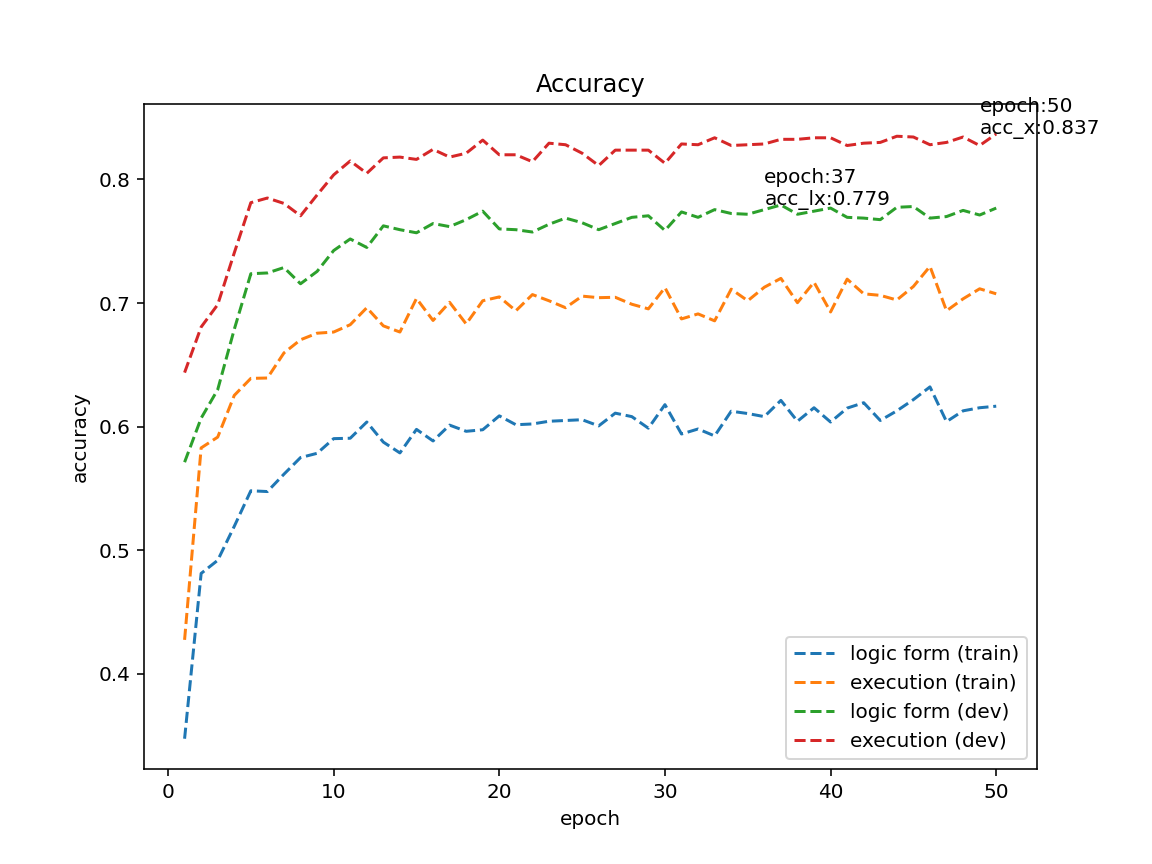 Accuracy
epoch:50
acc_x:0.837
epoch:37
acc_lx:0.779
accuracy
0.8
0.7
0.6
0.5
0.4
logic form (train)
execution (train)
logic form (dev)
execution (dev)
0 10 20 30 40 50
epoch